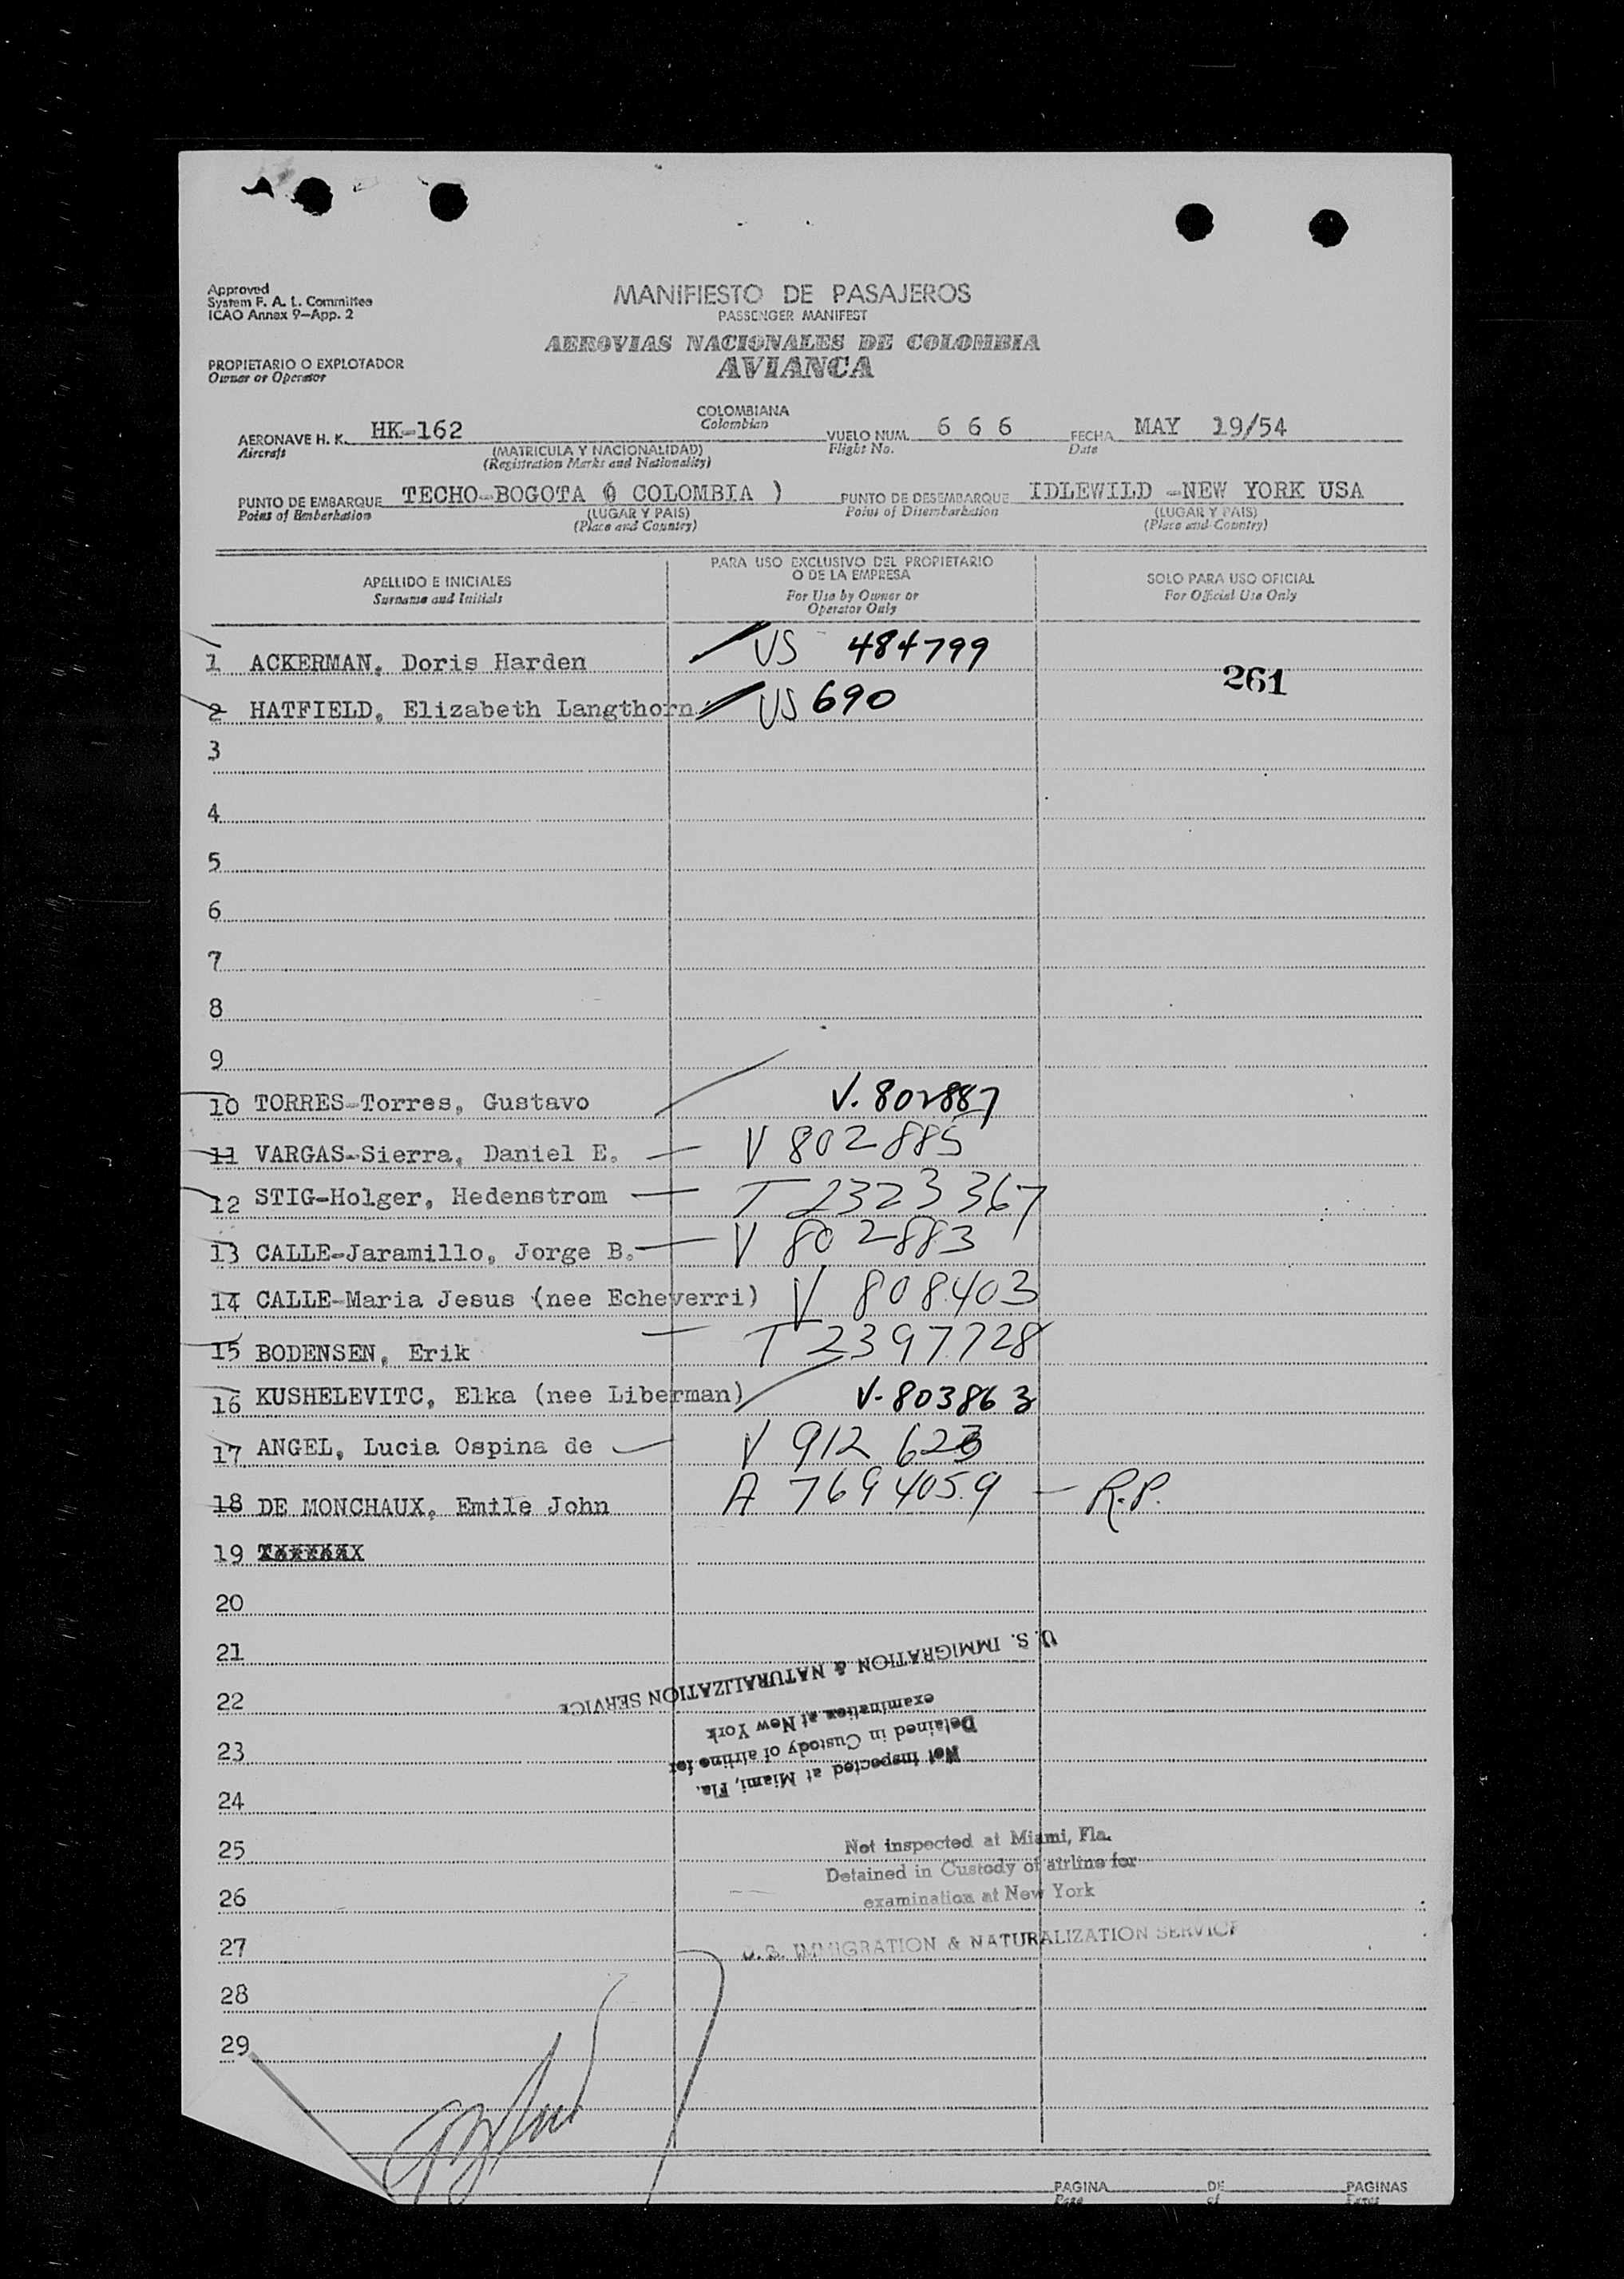 Approved
System F. A. L. Committee
ICAO Annex 9-App. 2
MANIFIESTO DE PASAJEROS
PASSENGER MANIFEST
AEROVIAS NACIONALES DE COLOMBIA
AVIANCA
PROPIETARIO O EXPLOTADOR
Owner or Operator
COLOMBIANA
Colombian
AERONAVE H. K. HK-162 VUELO NUM. 6 6 6 FECHA MAY 19/54
Aircraft (MATRICULA Y NACIONALIDAD) Flight No. Date
(Registration Marks and Nationality)
PUNTO DE EMBARQUE TECHO-BOGOTA ( COLOMBIA ) PUNTO DE DESEMBARQUE IDLEWILD -NEW YORK USA
Point of Embarkation (LUGAR Y PAIS) Point of Disembarkation (LUGAR Y PAIS)
(Place and Country) (Place and Country)
APELLIDO E INICIALES
Surname and Initials
PARA USO EXCLUSIVO DEL PROPIETARIO
O DE LA EMPRESA
For Use by Owner or
Operator Only
SOLO PARA USO OFICIAL
For Official Use Only
1 ACKERMAN, Doris Harden US 484799
261
2 HATFIELD, Elizabeth Langthorn. US 690
3
4
5
6
7
8
9
10 TORRES-Torres, Gustavo V. 802887
11 VARGAS-Sierra, Daniel E. V 802885
12 STIG-Holger, Hedenstrom T 2323367
13 CALLE-Jaramillo, Jorge B. V 802883
14 CALLE-Maria Jesus (nee Echeverri) V 808403
15 BODENSEN, Erik T 2397728
16 KUSHELEVITC, Elka (nee Liberman) V-803863
17 ANGEL, Lucia Ospina de V 912 623
18 DE MONCHAUX, Emile John A 7694059 - R.P.
19
20
21
22
23
24
Not inspected at Miami, Fla.
Detained in Custody of airline for
examination at New York
U. S. IMMIGRATION & NATURALIZATION SERVICE
25
Not inspected at Miami, Fla.
Detained in Custody of airline for
26
examination at New York
27
U. S. IMMIGRATION & NATURALIZATION SERVICE
28
29
PAGINA DE PAGINAS
Page of Pages